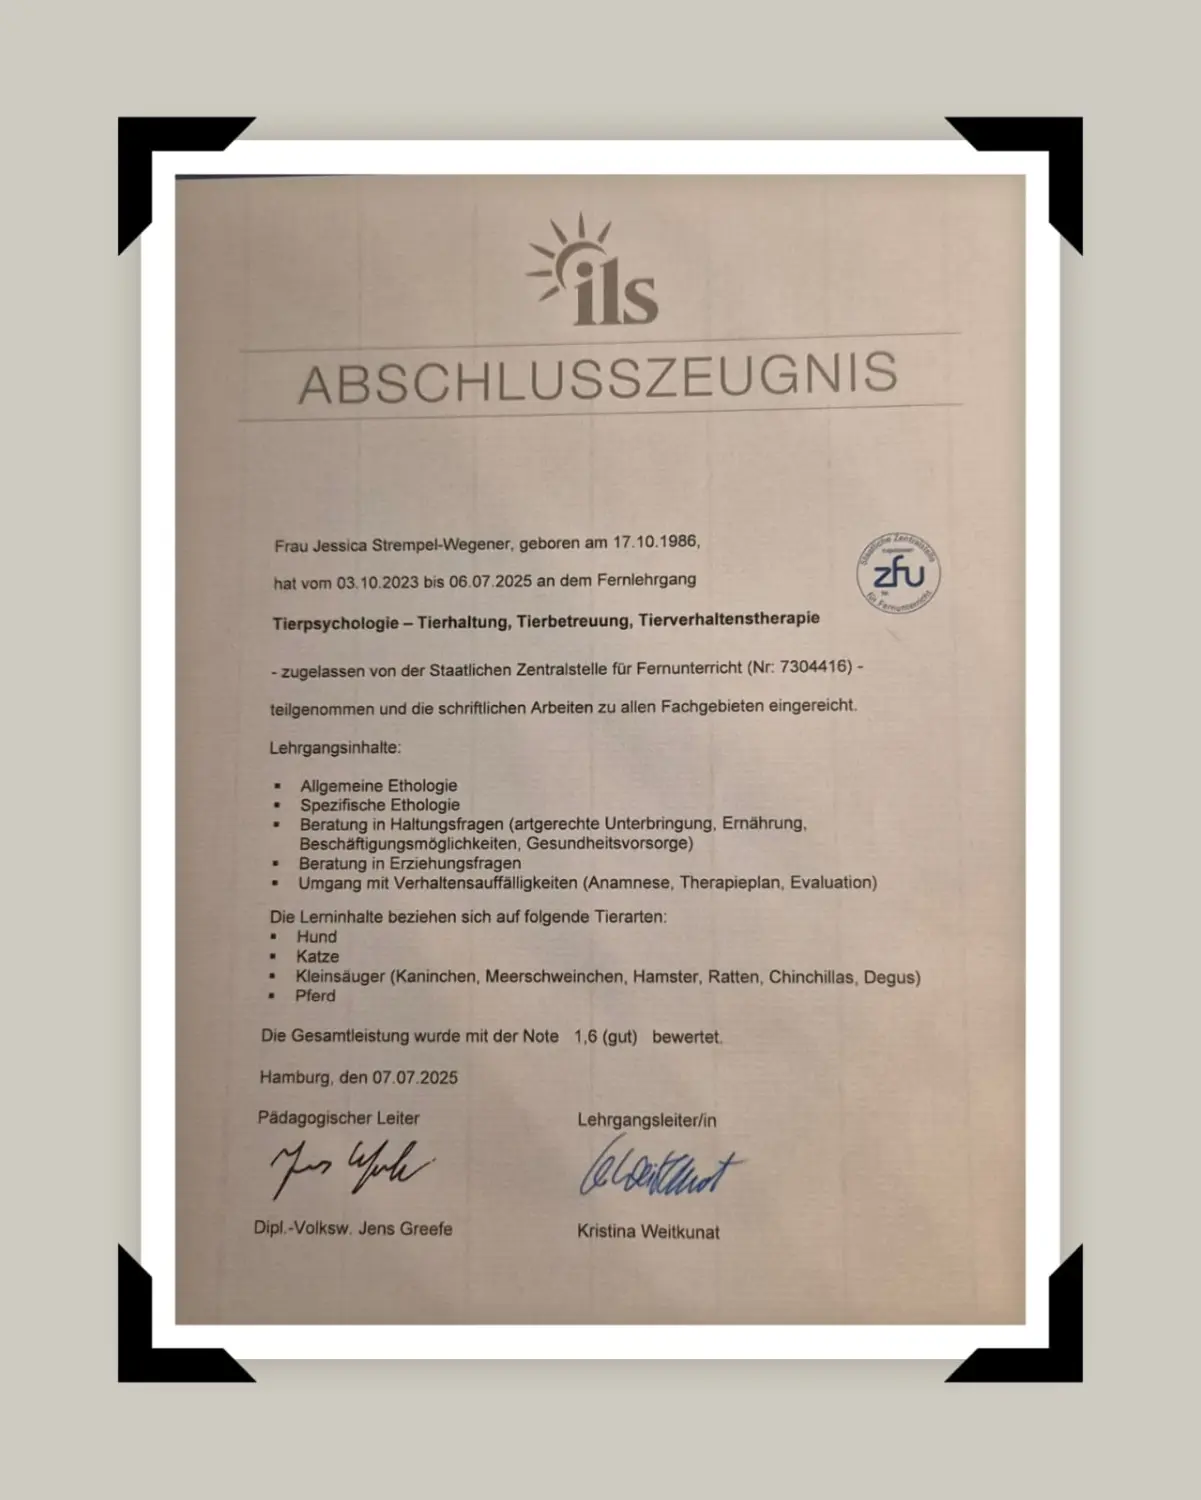 ils
ABSCHLUSSZEUGNIS
Frau Jessica Strempel-Wegener, geboren am 17.10.1986,
hat vom 03.10.2023 bis 06.07.2025 an dem Fernlehrgang
Staatliche Zentralstelle
zfu
für Fernunterricht
Tierpsychologie – Tierhaltung, Tierbetreuung, Tierverhaltenstherapie
- zugelassen von der Staatlichen Zentralstelle für Fernunterricht (Nr: 7304416) -
teilgenommen und die schriftlichen Arbeiten zu allen Fachgebieten eingereicht.
Lehrgangsinhalte:
▪ Allgemeine Ethologie
▪ Spezifische Ethologie
▪ Beratung in Haltungsfragen (artgerechte Unterbringung, Ernährung,
Beschäftigungsmöglichkeiten, Gesundheitsvorsorge)
▪ Beratung in Erziehungsfragen
▪ Umgang mit Verhaltensauffälligkeiten (Anamnese, Therapieplan, Evaluation)
Die Lerninhalte beziehen sich auf folgende Tierarten:
▪ Hund
▪ Katze
▪ Kleinsäuger (Kaninchen, Meerschweinchen, Hamster, Ratten, Chinchillas, Degus)
▪ Pferd
Die Gesamtleistung wurde mit der Note 1,6 (gut) bewertet.
Hamburg, den 07.07.2025
Pädagogischer Leiter
Lehrgangsleiter/in
Dipl.-Volksw. Jens Greefe
Kristina Weitkunat